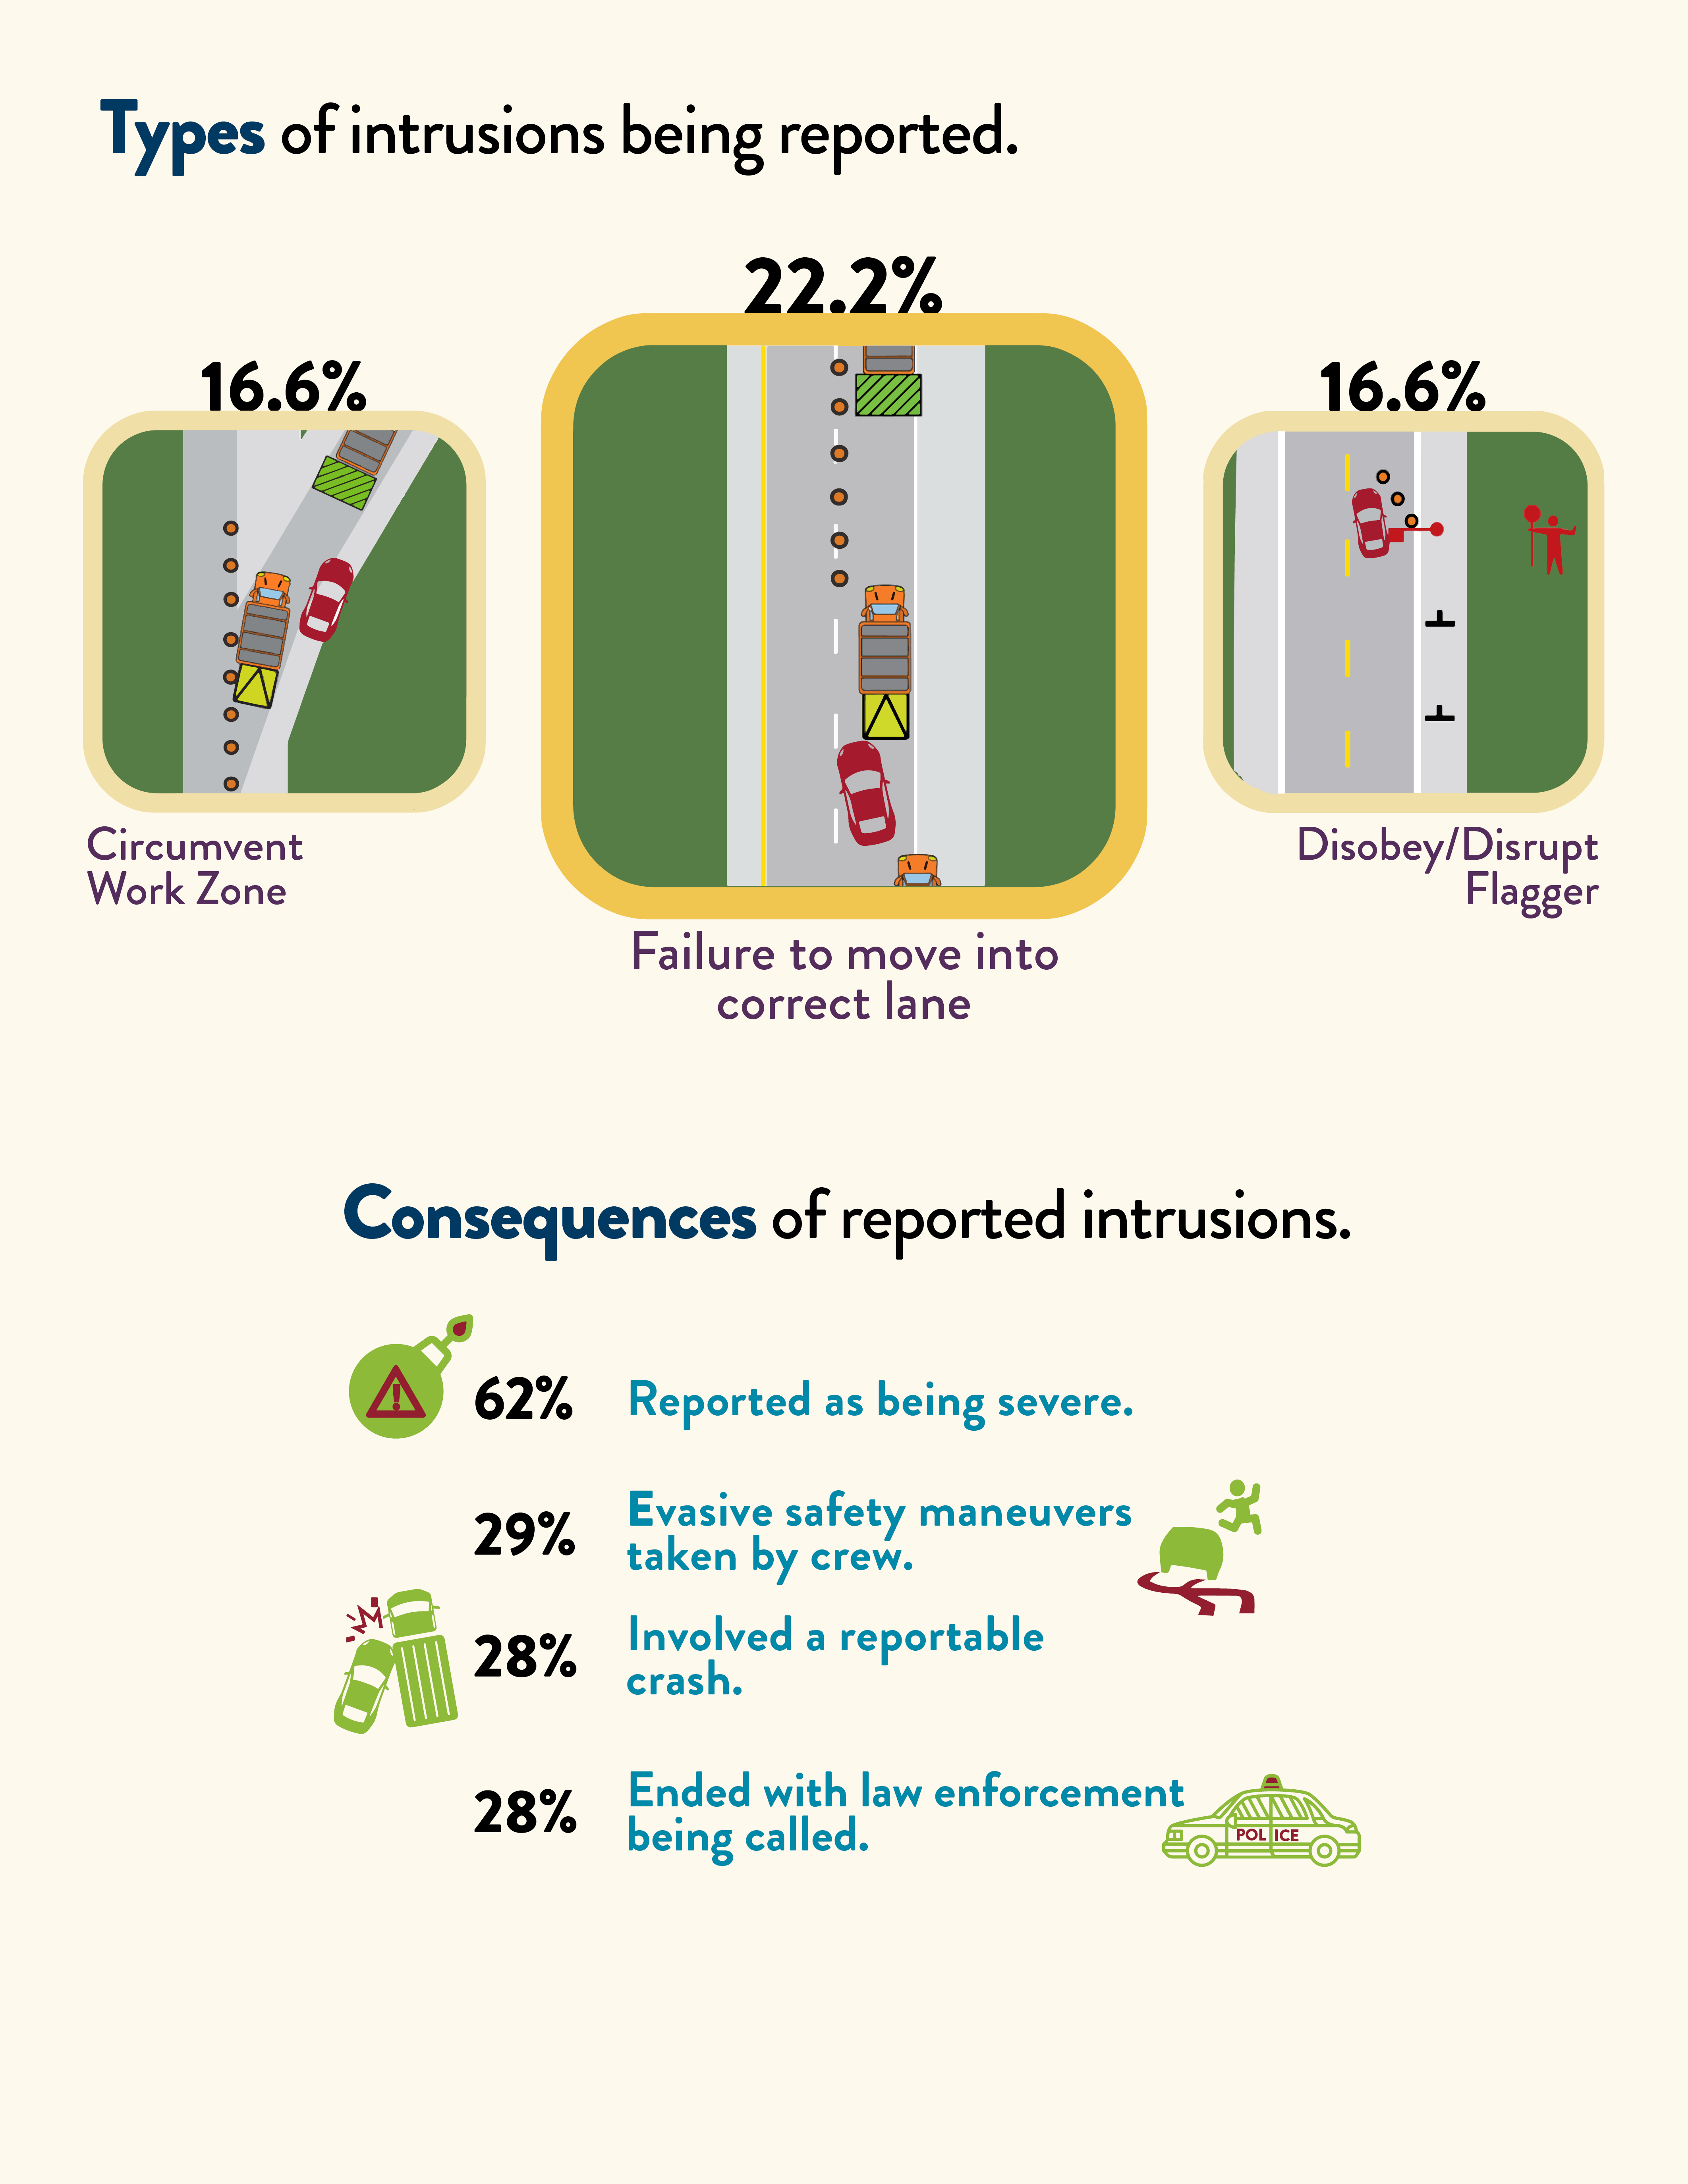 Types of intrusions being reported.
22.2%
16.6%
16.6%
Circumvent
Work Zone
Disobey/Disrupt
Flagger
Failure to move into
correct lane
Consequences of reported intrusions.
62%
Reported as being severe.
29%
Evasive safety maneuvers
taken by crew.
28%
Involved a reportable
crash.
28%
Ended with law enforcement
being called.
POLICE